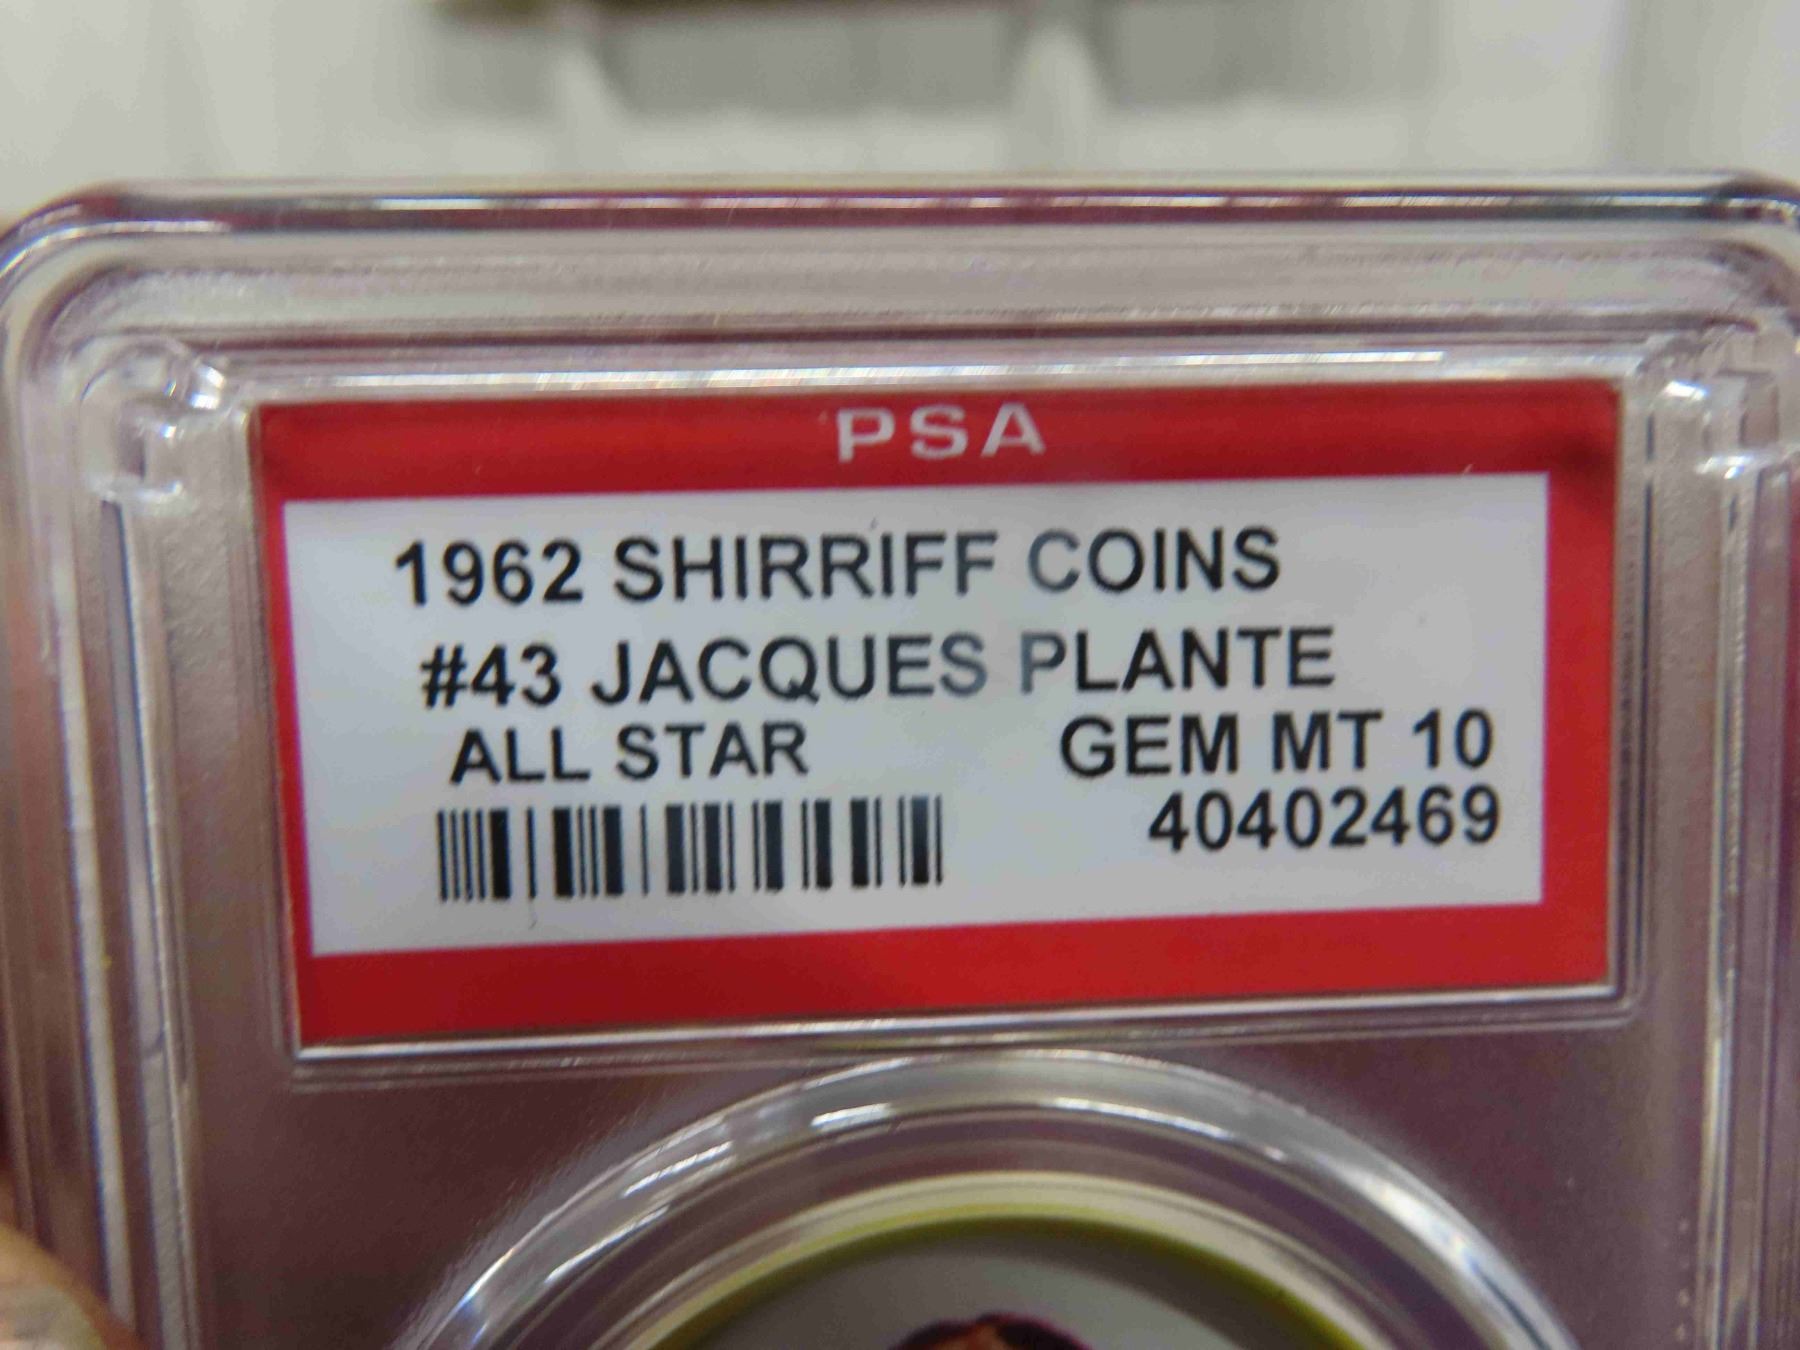 PSA
1962 SHIRRIFF COINS
#43 JACQUES PLANTE
ALL STAR GEM MT 10
40402469